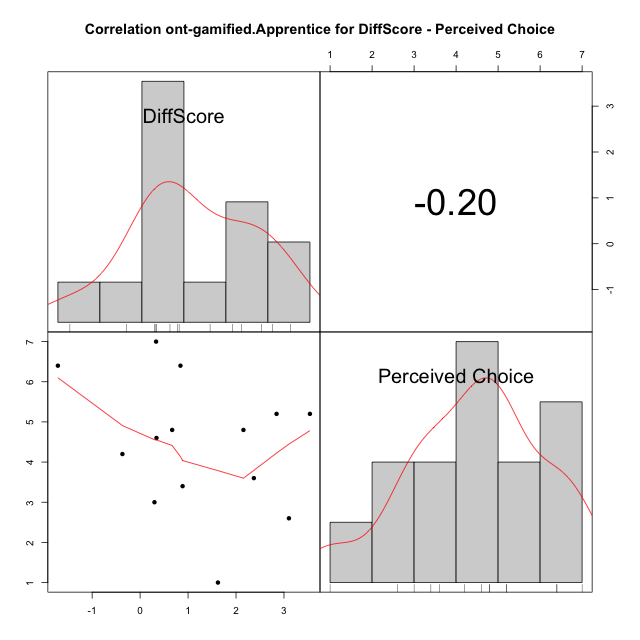 Correlation ont-gamified.Apprentice for DiffScore - Perceived Choice
1 2 3 4 5 6 7
DiffScore
-0.20
3
2
1
0
-1
7
6
5
4
3
2
1
Perceived Choice
-1 0 1 2 3